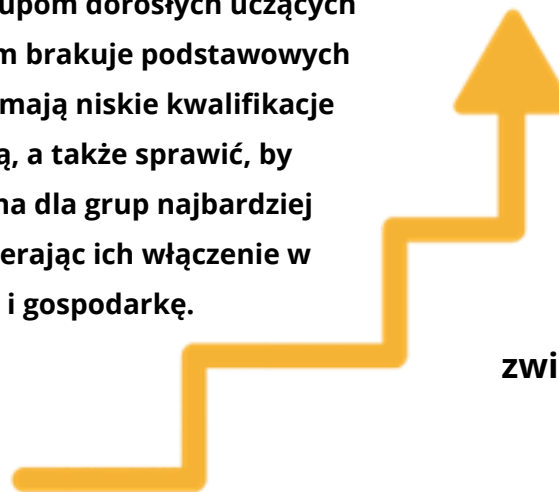 upom dorosłych uczących
m brakuje podstawowych
mają niskie kwalifikacje
ą, a także sprawić, by
na dla grup najbardziej
erając ich włączenie w
i gospodarkę.
zwi